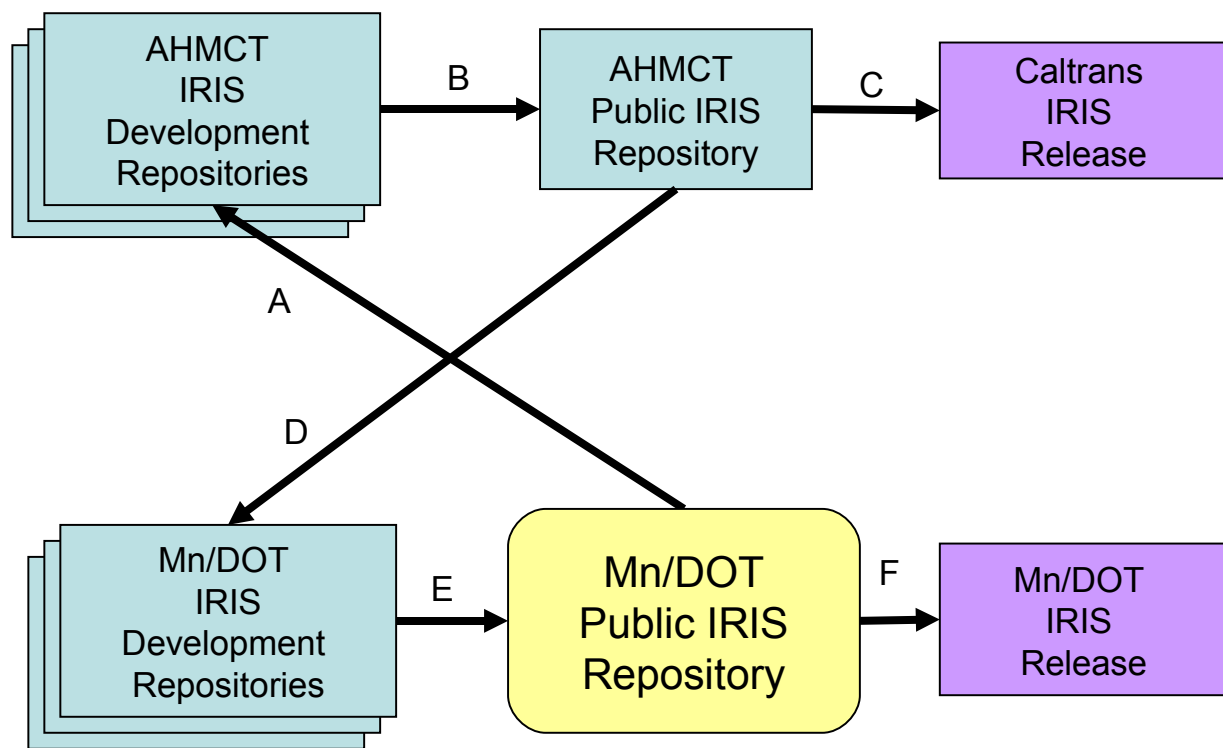 AHMCT
IRIS
Development
Repositories
B
AHMCT
Public IRIS
Repository
C
Caltrans
IRIS
Release
A
D
Mn/DOT
IRIS
Development
Repositories
E
Mn/DOT
Public IRIS
Repository
F
Mn/DOT
IRIS
Release